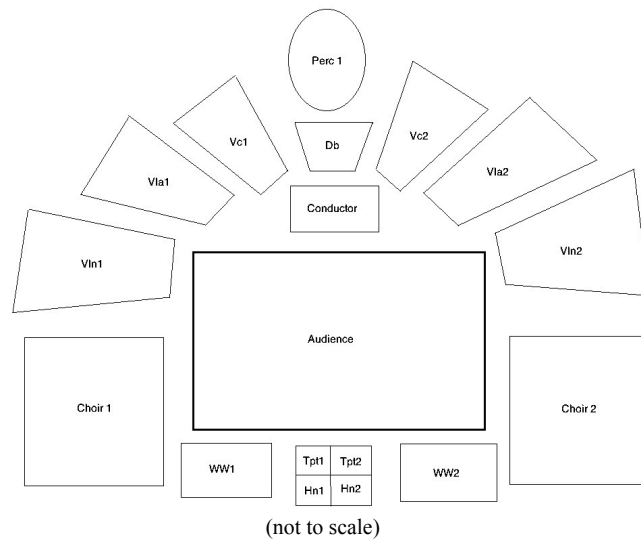 Perc 1
Vc1
Db
Vc2
Vla1
Vla2
Conductor
Vln1
Vln2
Audience
Choir 1
Choir 2
Tpt1 Tpt2
WW1
WW2
Hn1 Hn2
(not to scale)